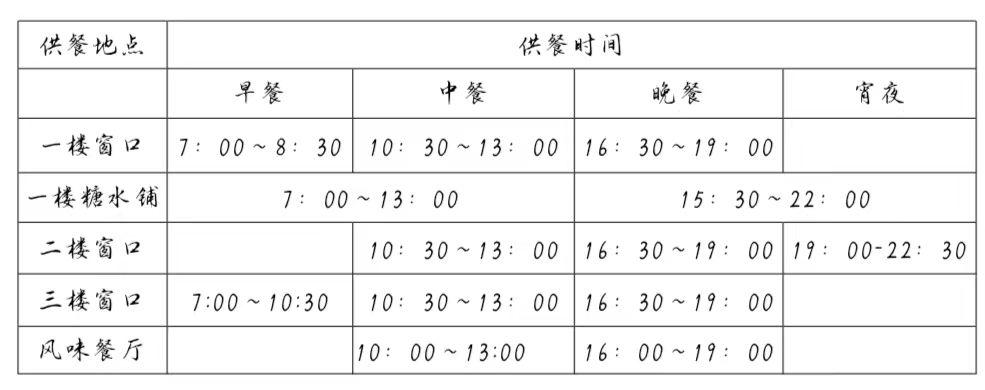 供餐地点 供餐时间
早餐 中餐 晚餐 宵夜
一楼窗口 7：00~8：30 10：30~13：00 16：30~19：00
一楼糖水铺 7：00~13：00 15：30~22：00
二楼窗口 10：30~13：00 16：30~19：00 19：00-22：30
三楼窗口 7:00~10:30 10：30~13：00 16：30~19：00
风味餐厅 10：00~13:00 16：00~19：00